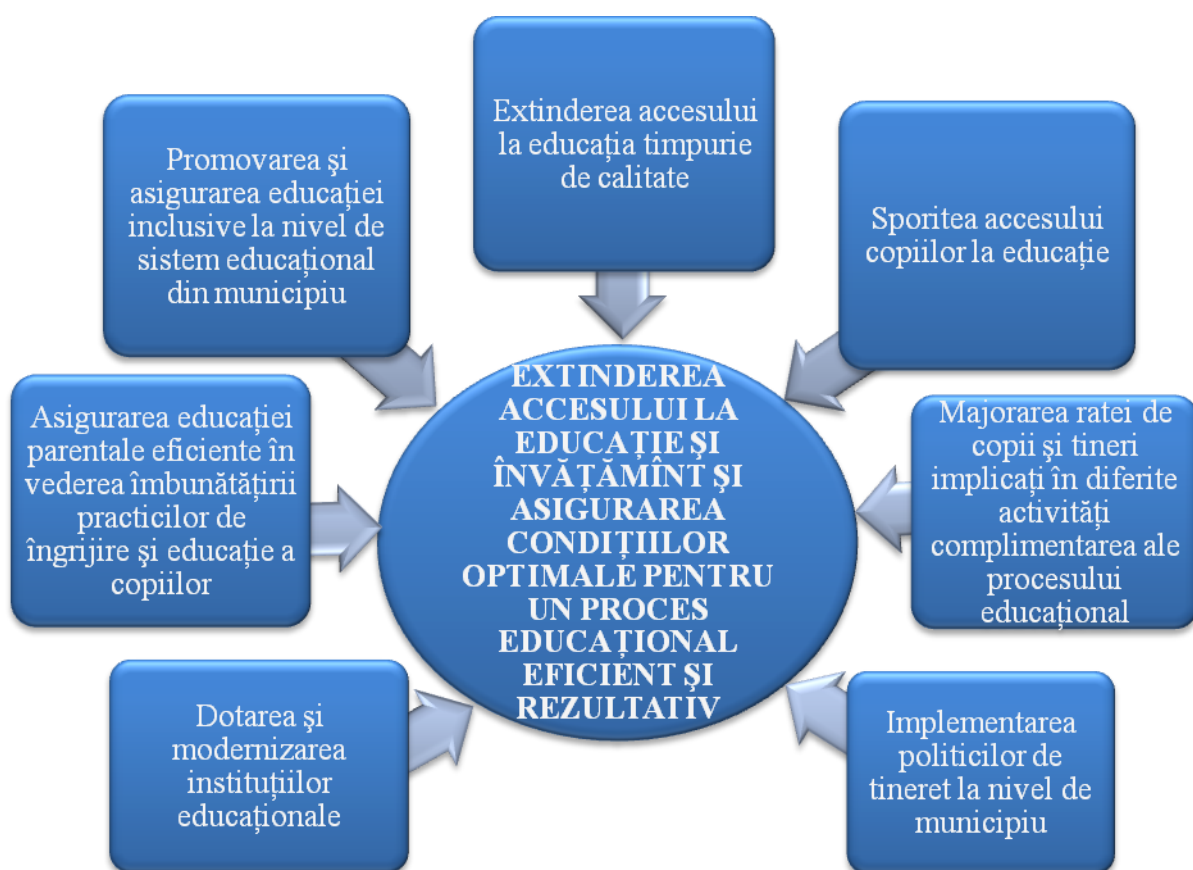 Extinderea accesului
la educația timpurie
de calitate
Promovarea şi
asigurarea educației
inclusive la nivel de
sistem educațional
din municipiu
Sporitea accesului
copiilor la educație
Asigurarea educației
parentale eficiente în
vederea îmbunătățirii
practicilor de
îngrijire şi educație a
copiilor
EXTINDEREA
ACCESULUI LA
EDUCAȚIE ŞI
ÎNVĂȚĂMÎNT ŞI
ASIGURAREA
CONDIȚIILOR
OPTIMALE PENTRU
UN PROCES
EDUCAȚIONAL
EFICIENT ŞI
REZULTATIV
Majorarea ratei de
copii şi tineri
implicați în diferite
activități
complimentarea ale
procesului
educațional
Dotarea şi
modernizarea
instituțiilor
educaționale
Implementarea
politicilor de
tineret la nivel de
municipiu